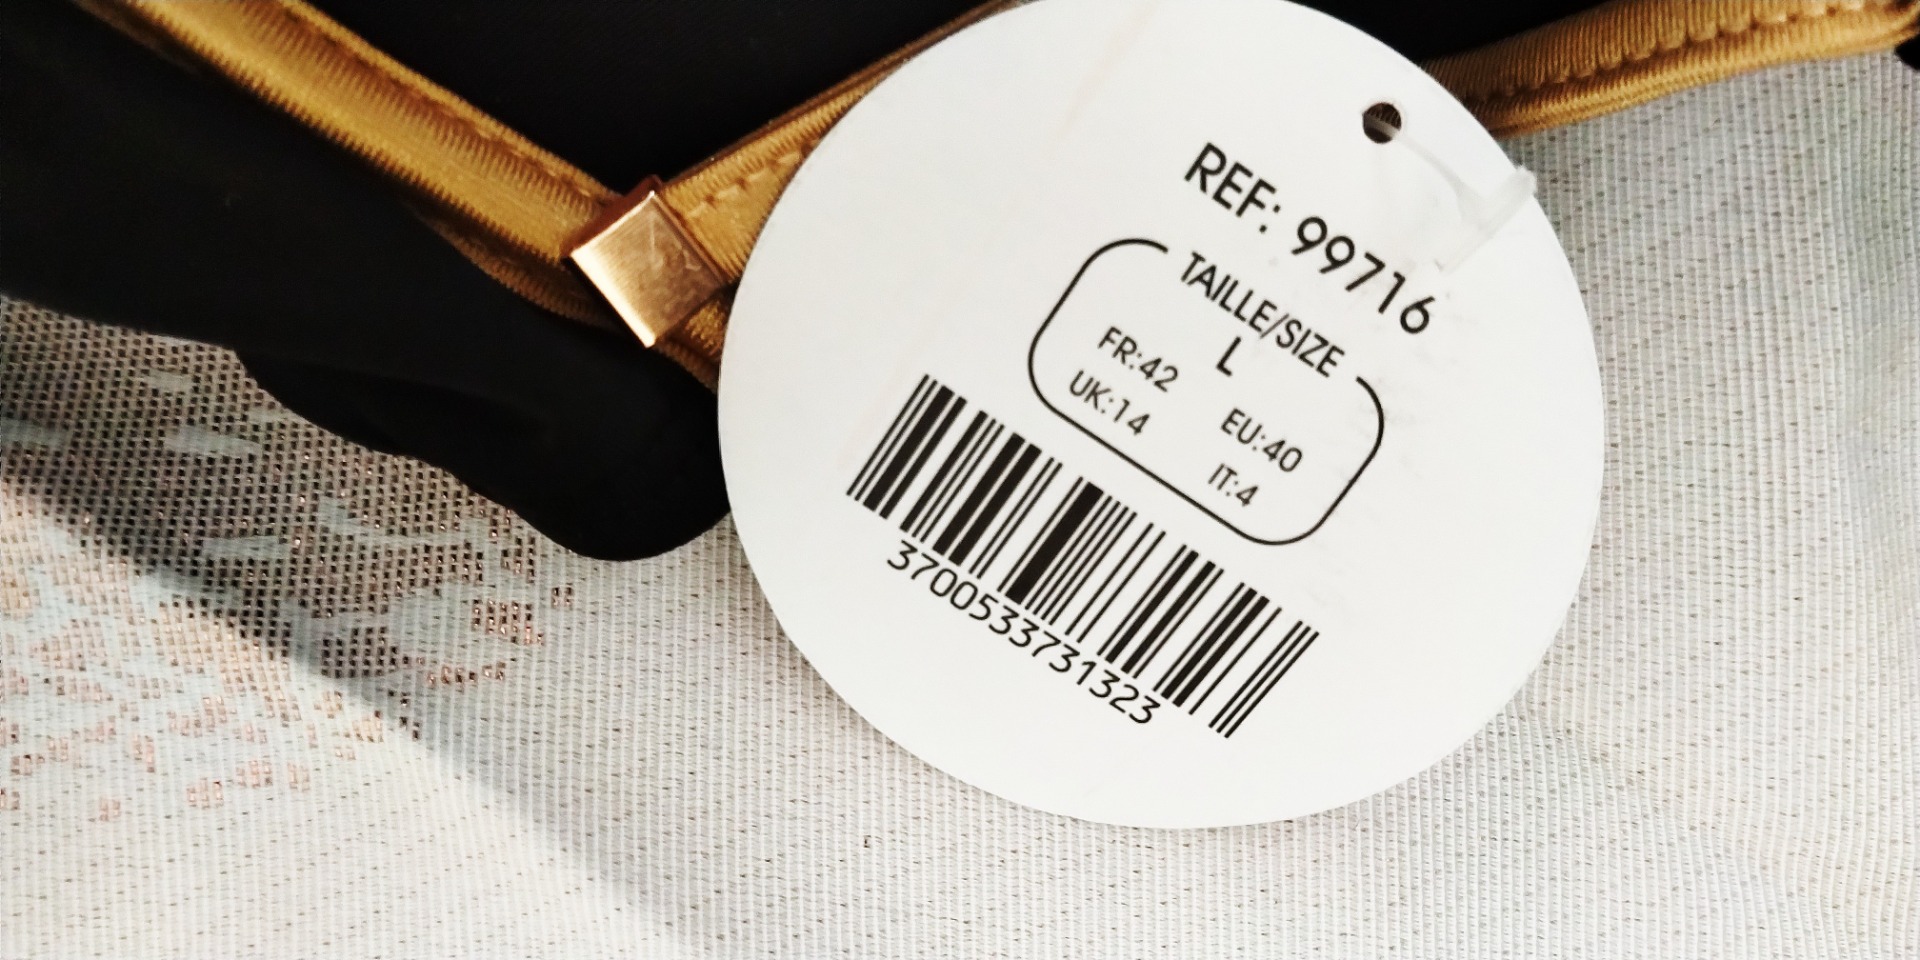 REF: 99716
TAILLE/SIZE
L
FR:42 EU:40
UK:14 IT:4
3700533731323